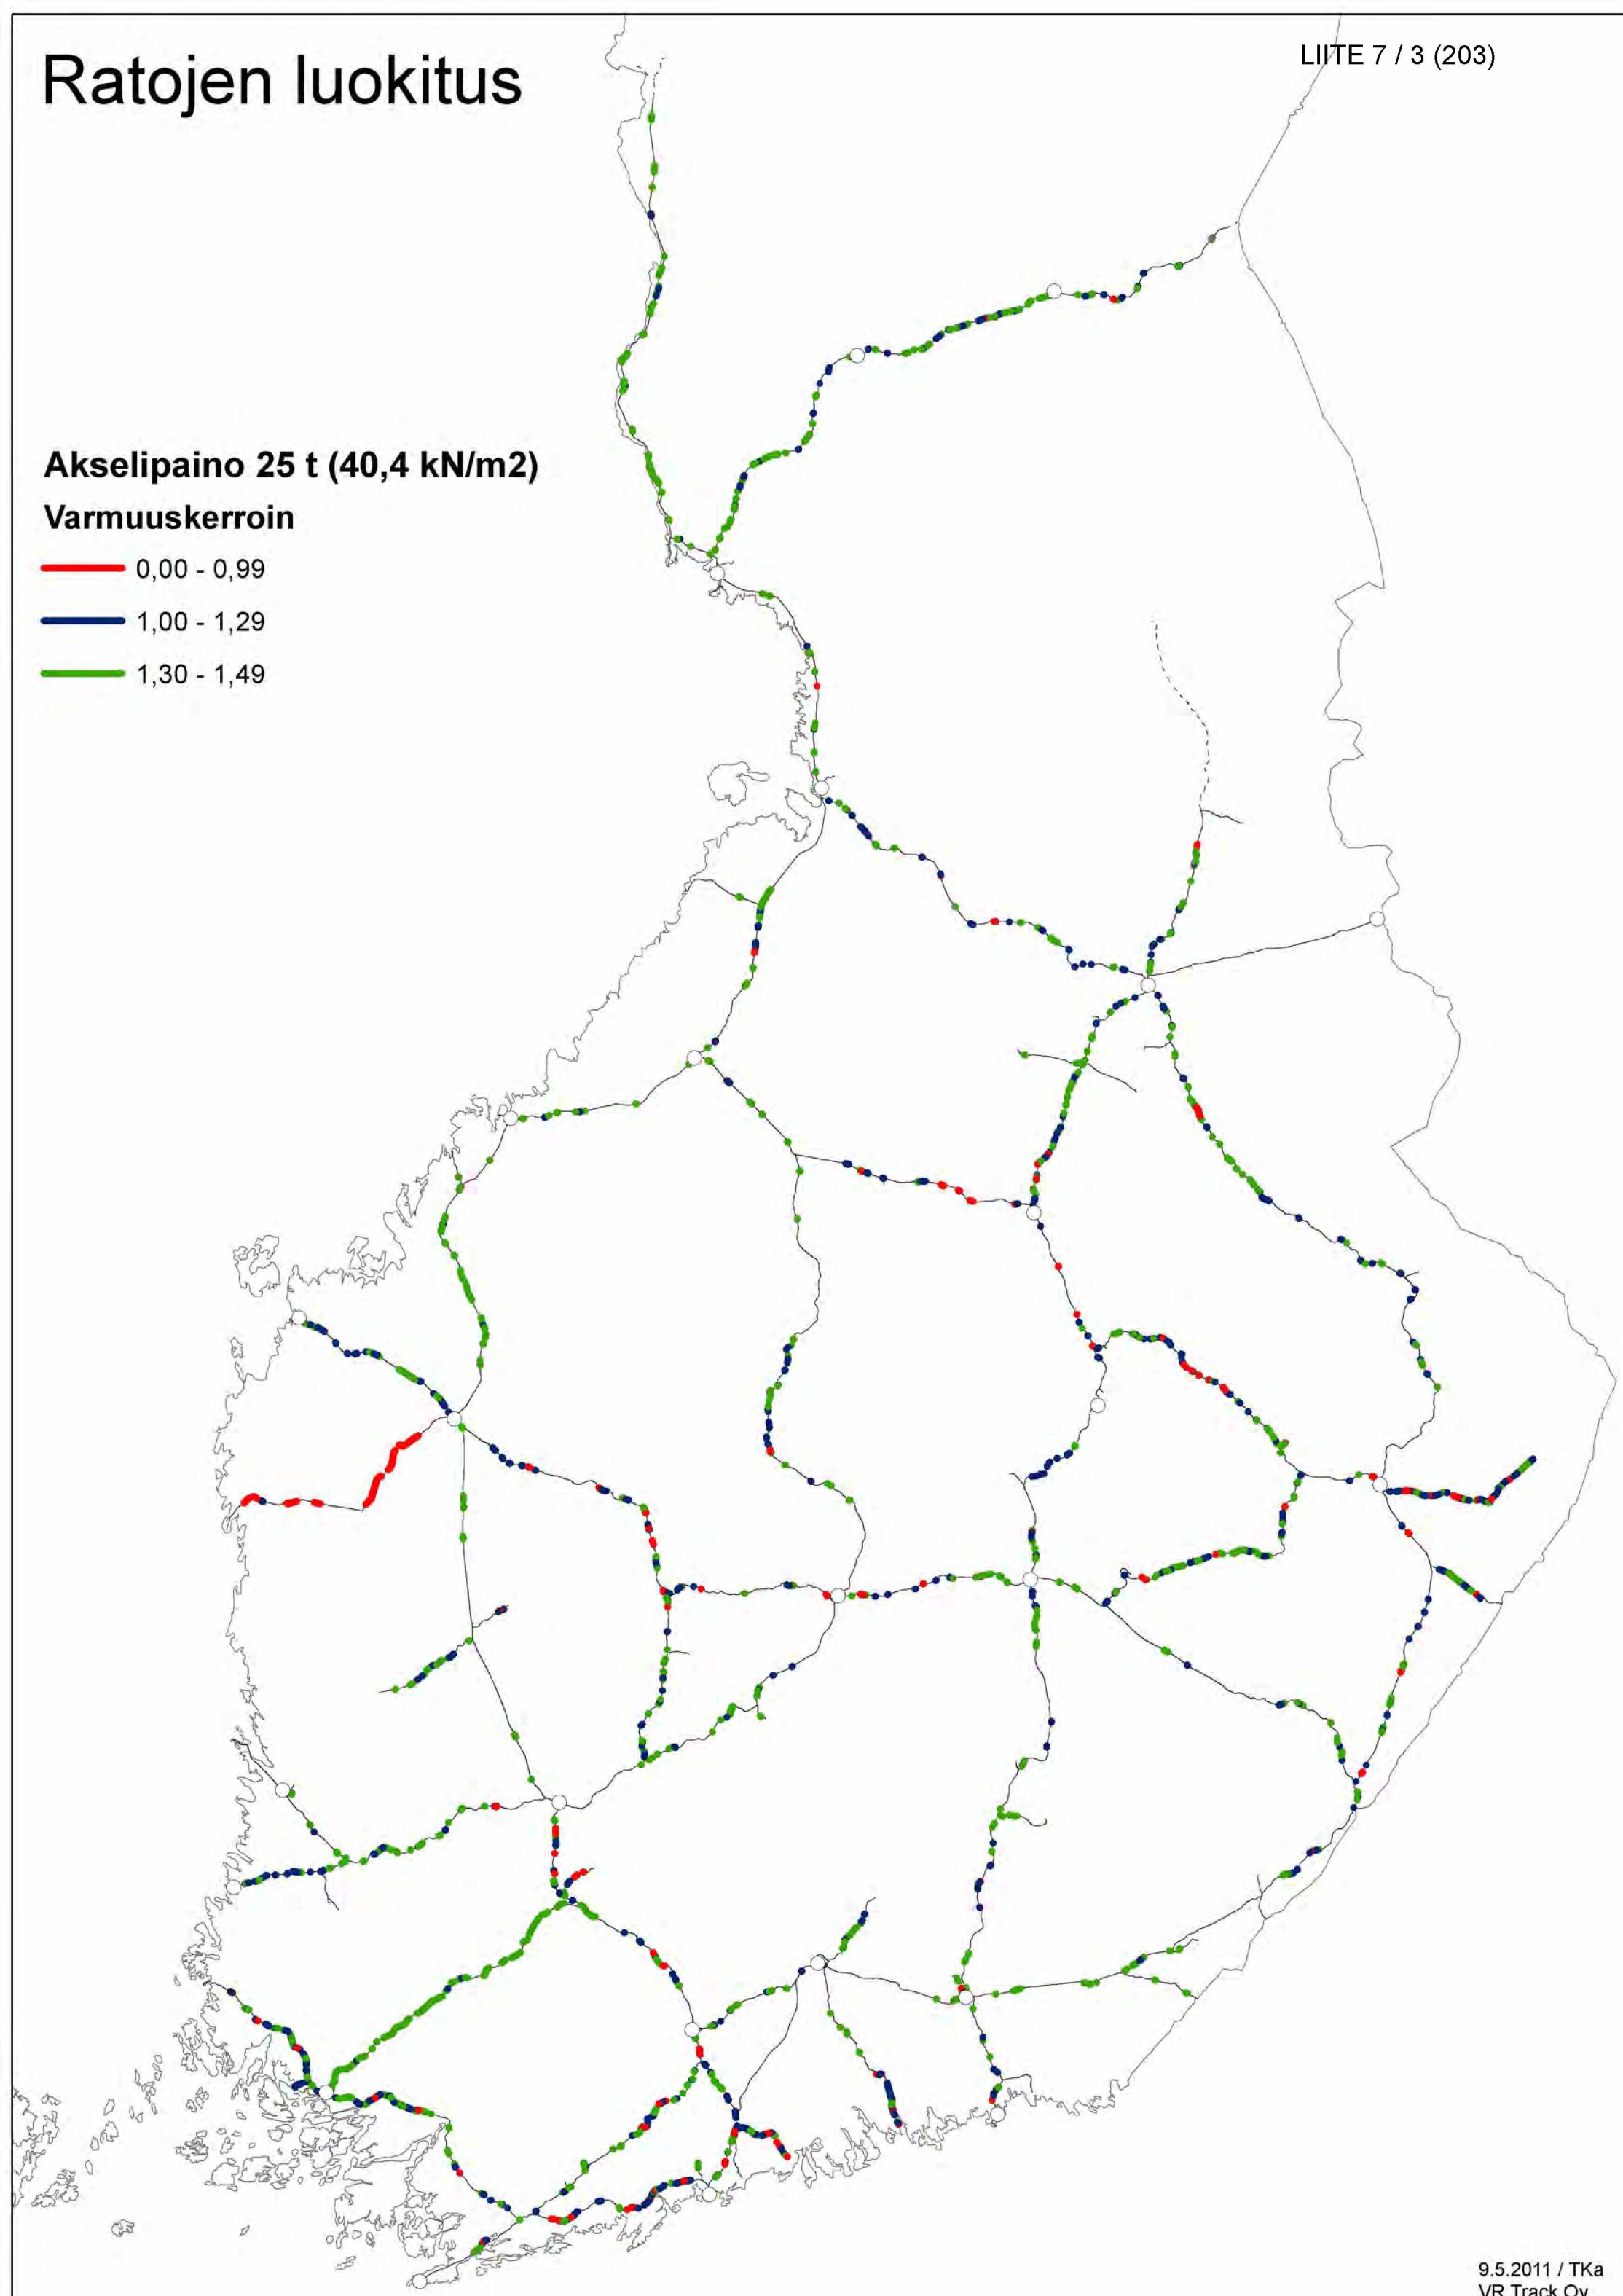 Ratojen luokitus
LIITE 7 / 3 (203)
Akselipaino 25 t (40,4 kN/m2)
Varmuuskerroin
0,00 - 0,99
1,00 - 1,29
1,30 - 1,49
9.5.2011 / TKa
VR Track Oy